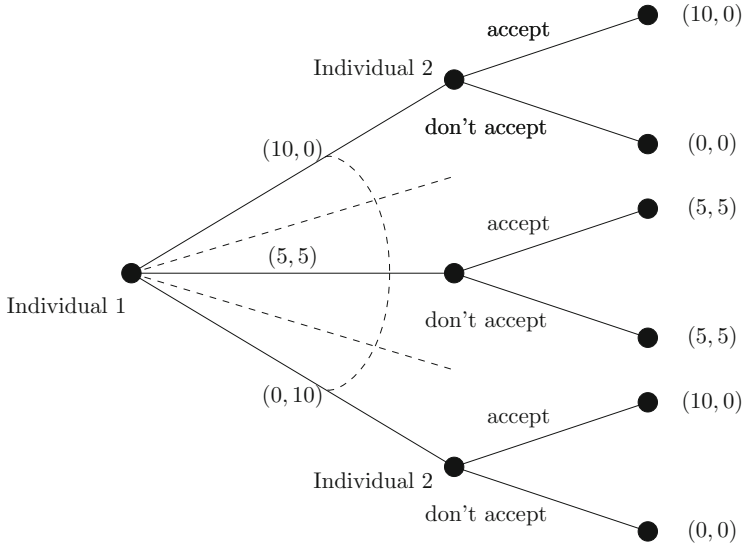 accept
(10, 0)
Individual 2
don't accept
(10, 0)
(0, 0)
accept
(5, 5)
(5, 5)
Individual 1
don't accept
(5, 5)
(0, 10)
accept
(10, 0)
Individual 2
don't accept
(0, 0)